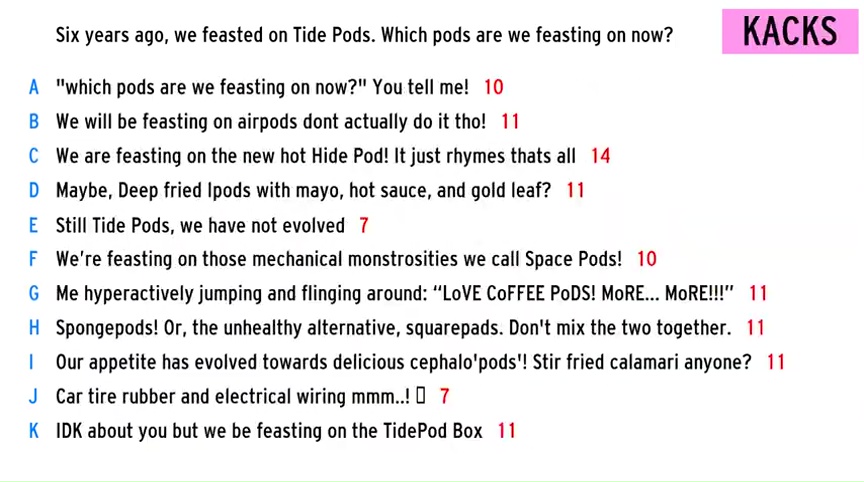 Six years ago, we feasted on Tide Pods. Which pods are we feasting on now?
KACKS
A "which pods are we feasting on now?" You tell me! 10
B We will be feasting on airpods dont actually do it tho! 11
C We are feasting on the new hot Hide Pod! It just rhymes thats all 14
D Maybe, Deep fried Ipods with mayo, hot sauce, and gold leaf? 11
E Still Tide Pods, we have not evolved 7
F We're feasting on those mechanical monstrosities we call Space Pods! 10
G Me hyperactively jumping and flinging around: “LoVE CoFFEE PoDS! MoRE... MoRE!!!” 11
H Spongepods! Or, the unhealthy alternative, squarepads. Don't mix the two together. 11
I Our appetite has evolved towards delicious cephalo'pods'! Stir fried calamari anyone? 11
J Car tire rubber and electrical wiring mmm..! 7
K IDK about you but we be feasting on the TidePod Box 11